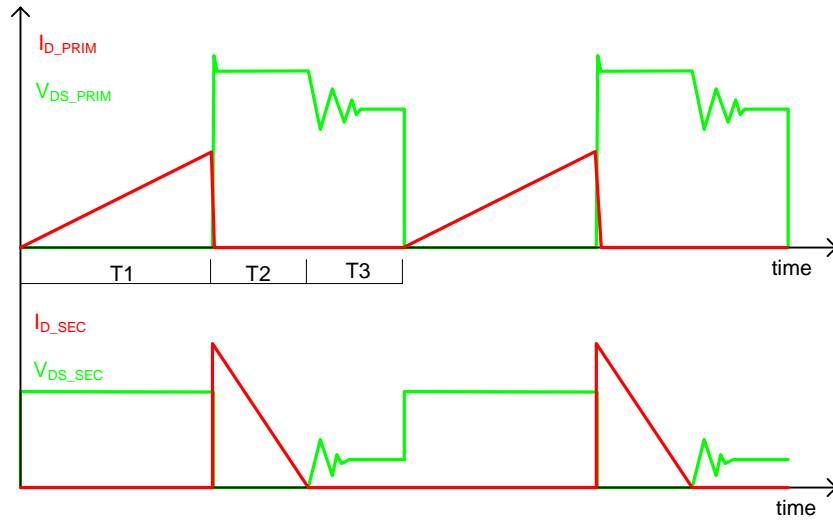 I_D_PRIM
V_DS_PRIM
T1 T2 T3
time
I_D_SEC
V_DS_SEC
time